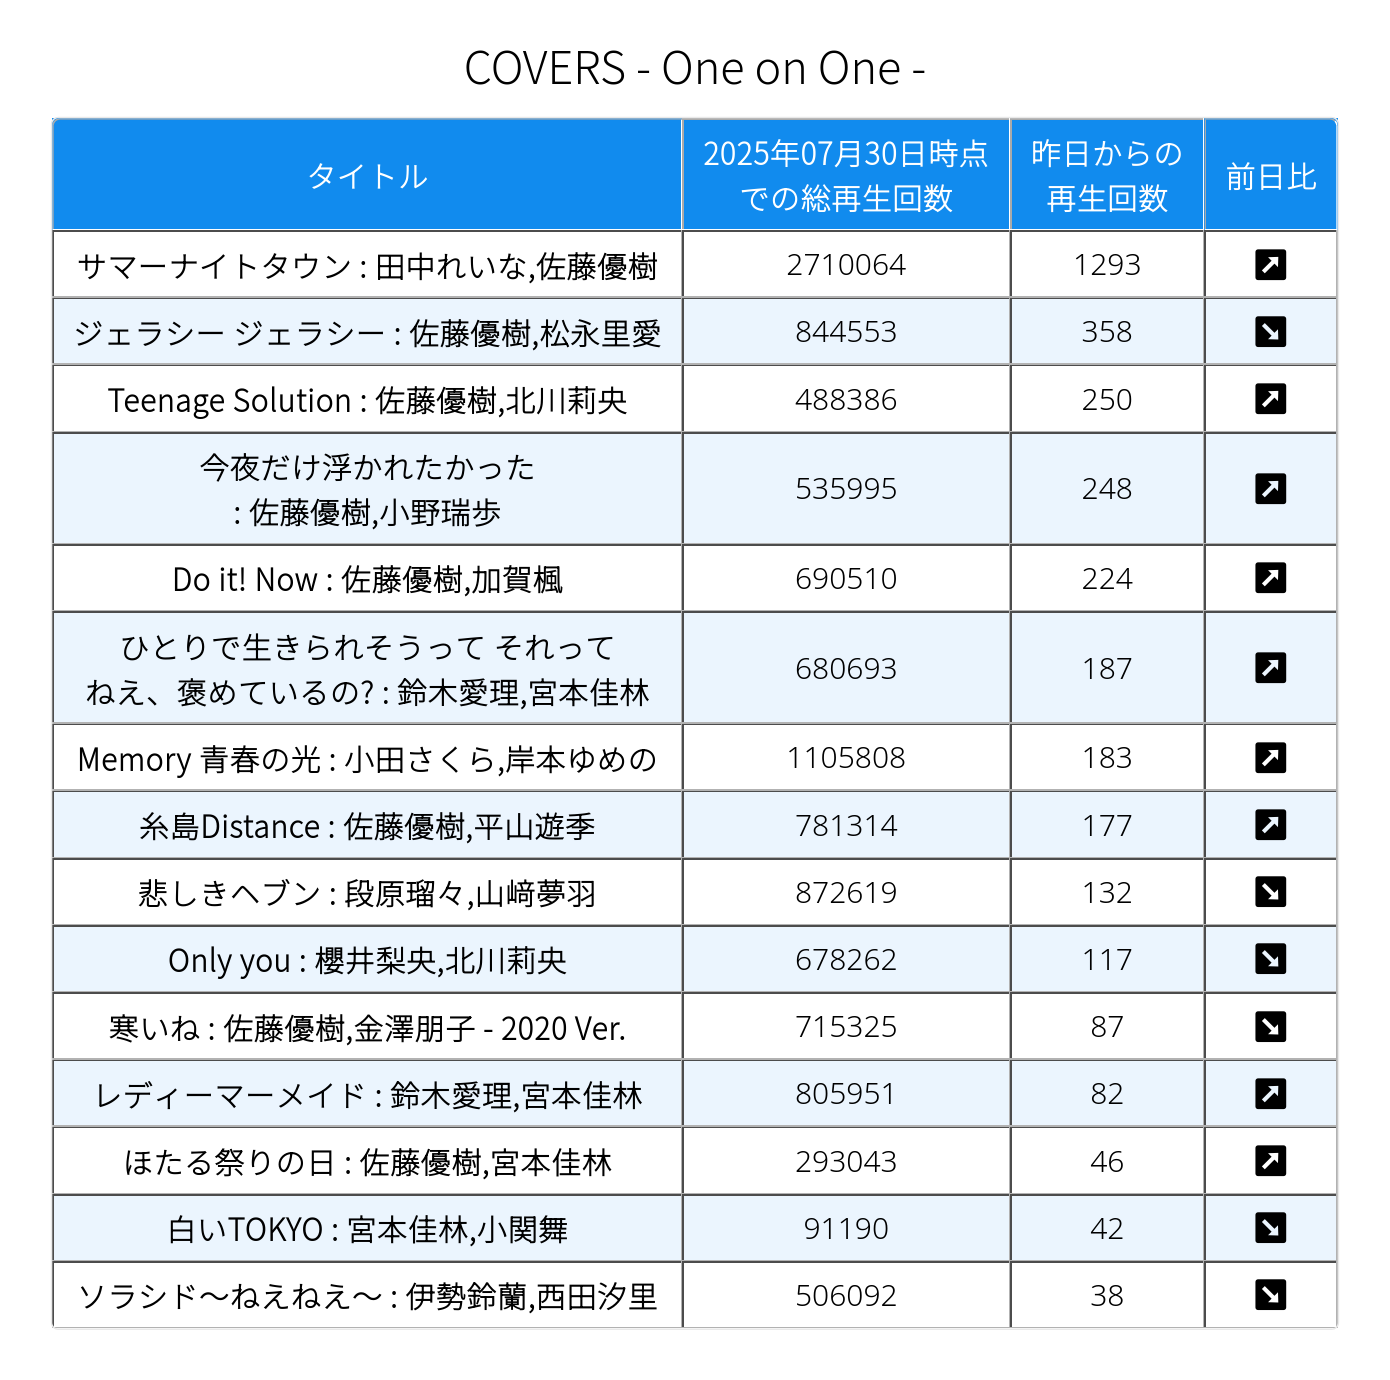 COVERS - One on One -
タイトル
2025年07月30日時点
での総再生回数
昨日からの
再生回数
前日比
サマーナイトタウン : 田中れいな,佐藤優樹 2710064 1293 ↗
ジェラシー ジェラシー : 佐藤優樹,松永里愛 844553 358 ↘
Teenage Solution : 佐藤優樹,北川莉央 488386 250 ↗
今夜だけ浮かれたかった
: 佐藤優樹,小野瑞歩 535995 248 ↗
Do it! Now : 佐藤優樹,加賀楓 690510 224 ↗
ひとりで生きられそうって それって
ねえ、褒めているの? : 鈴木愛理,宮本佳林 680693 187 ↗
Memory 青春の光 : 小田さくら,岸本ゆめの 1105808 183 ↗
糸島Distance : 佐藤優樹,平山遊季 781314 177 ↗
悲しきヘブン : 段原瑠々,山﨑夢羽 872619 132 ↘
Only you : 櫻井梨央,北川莉央 678262 117 ↘
寒いね : 佐藤優樹,金澤朋子 - 2020 Ver. 715325 87 ↘
レディーマーメイド : 鈴木愛理,宮本佳林 805951 82 ↗
ほたる祭りの日 : 佐藤優樹,宮本佳林 293043 46 ↗
白いTOKYO : 宮本佳林,小関舞 91190 42 ↘
ソラシド～ねえねえ～ : 伊勢鈴蘭,西田汐里 506092 38 ↘